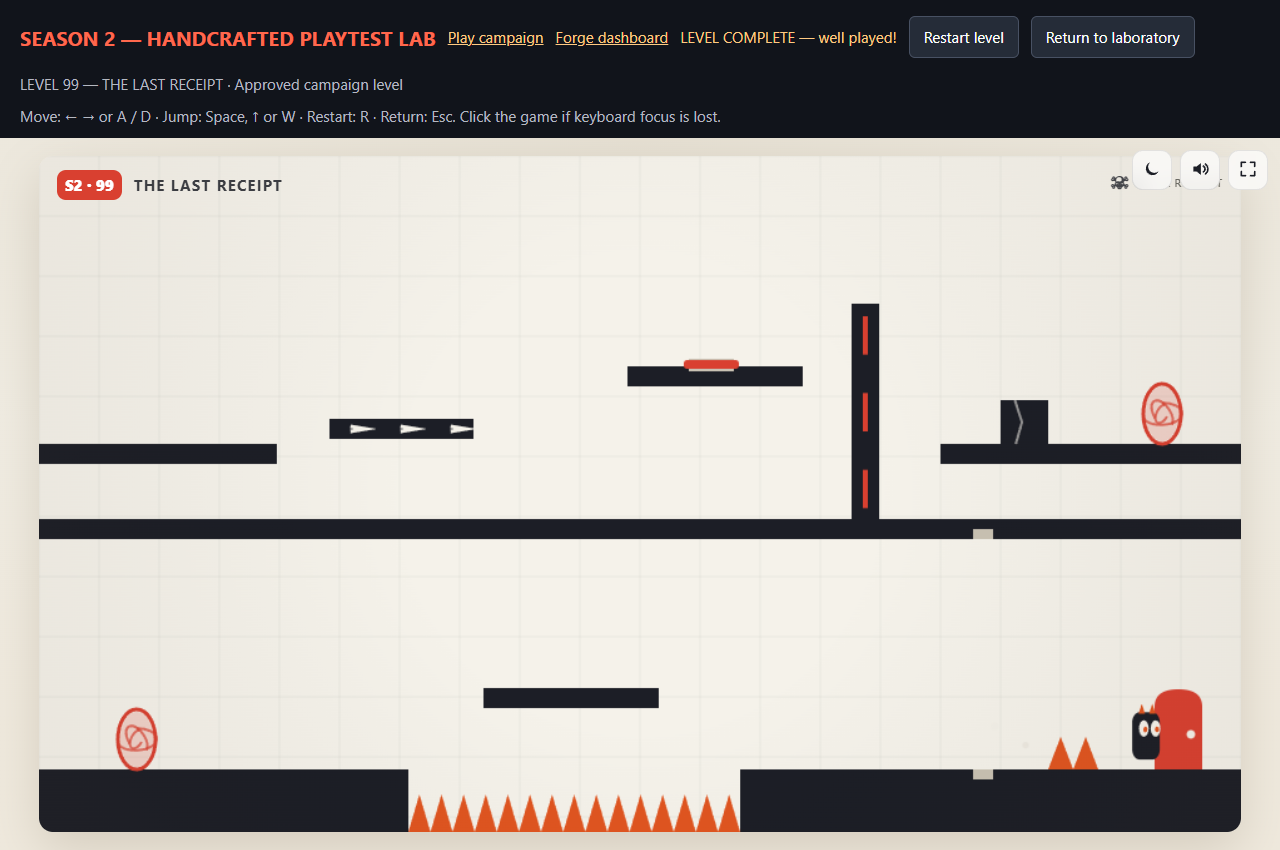 SEASON 2 — HANDCRAFTED PLAYTEST LAB Play campaign Forge dashboard LEVEL COMPLETE — well played! Restart level Return to laboratory
LEVEL 99 — THE LAST RECEIPT · Approved campaign level
Move: ← → or A / D · Jump: Space, ↑ or W · Restart: R · Return: Esc. Click the game if keyboard focus is lost.
S2 · 99 THE LAST RECEIPT